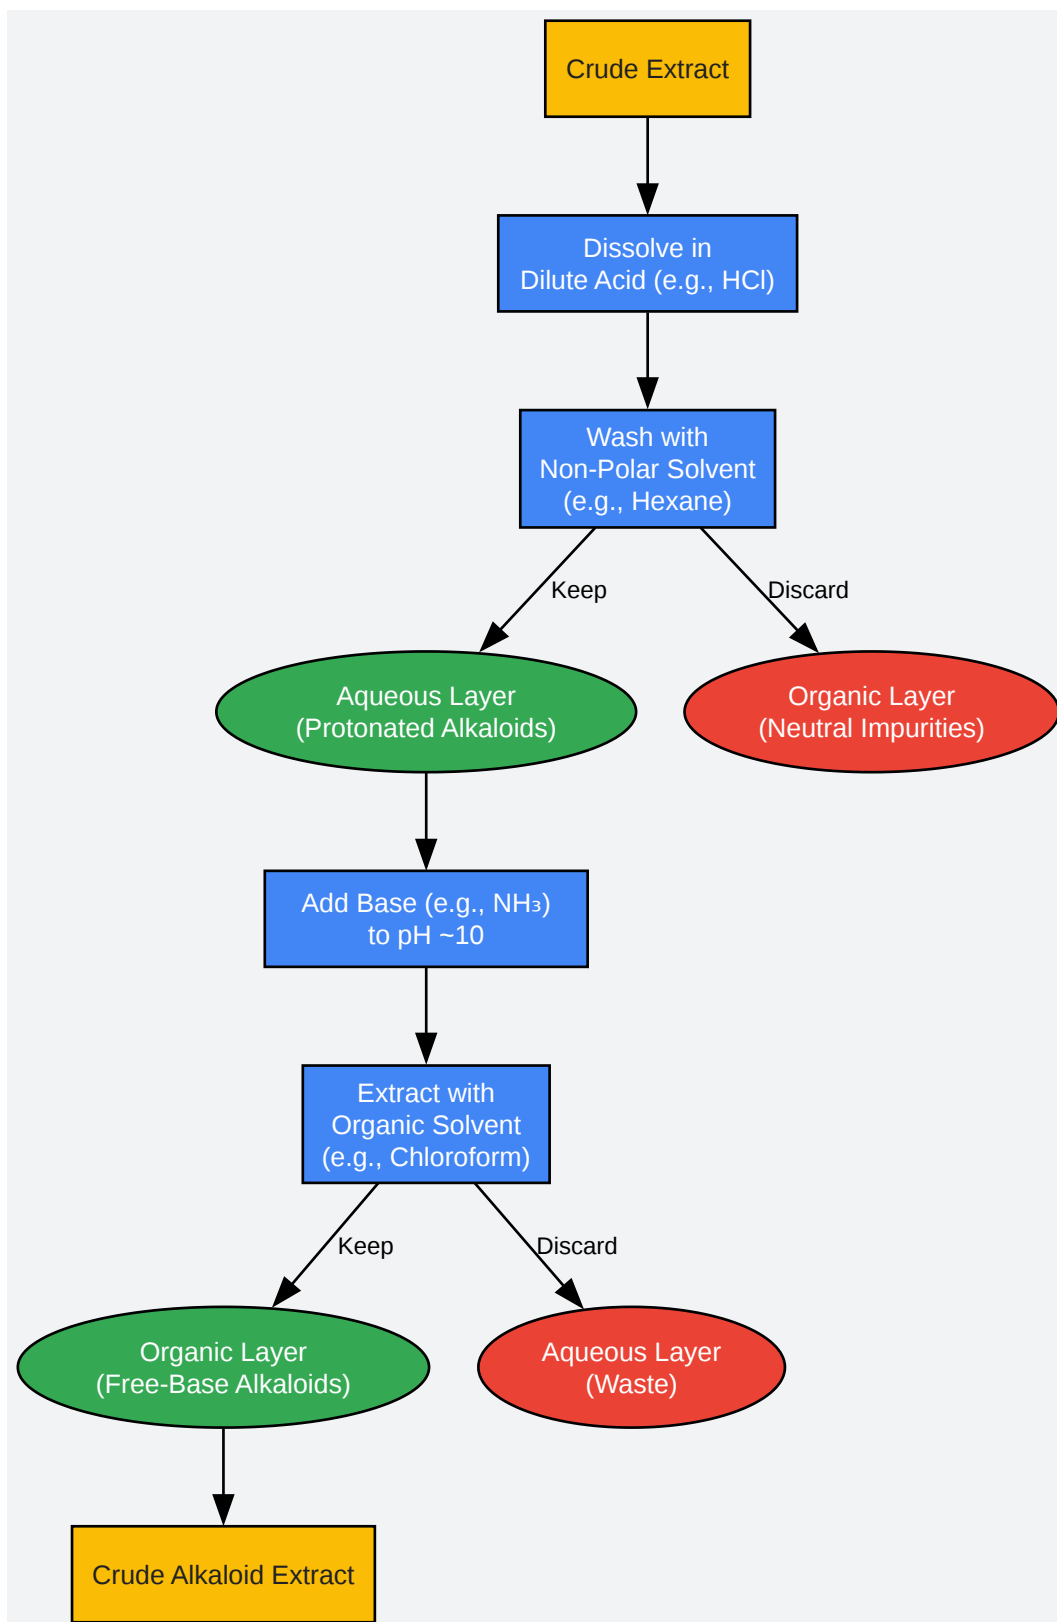 Crude Extract
Dissolve in
Dilute Acid (e.g., HCl)
Wash with
Non-Polar Solvent
(e.g., Hexane)
Keep
Discard
Aqueous Layer
(Protonated Alkaloids)
Organic Layer
(Neutral Impurities)
Add Base (e.g., NH₃)
to pH ~10
Extract with
Organic Solvent
(e.g., Chloroform)
Keep
Discard
Organic Layer
(Free-Base Alkaloids)
Aqueous Layer
(Waste)
Crude Alkaloid Extract